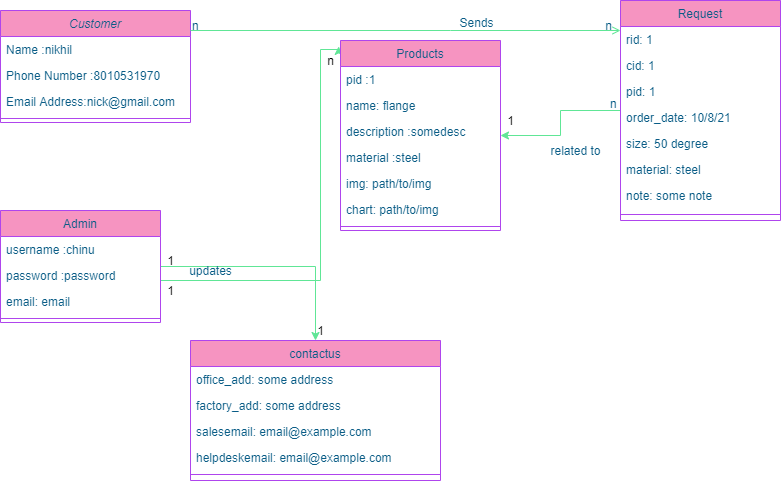 Customer
Name :nikhil
Phone Number :8010531970
Email Address:nick@gmail.com
n
Sends
n
Request
rid: 1
cid: 1
pid: 1
order_date: 10/8/21
size: 50 degree
material: steel
note: some note
n
Products
pid :1
name: flange
description :somedesc
material :steel
img: path/to/img
chart: path/to/img
1
n
related to
Admin
username :chinu
password :password
email: email
1
updates
1
1
contactus
office_add: some address
factory_add: some address
salesemail: email@example.com
helpdeskemail: email@example.com